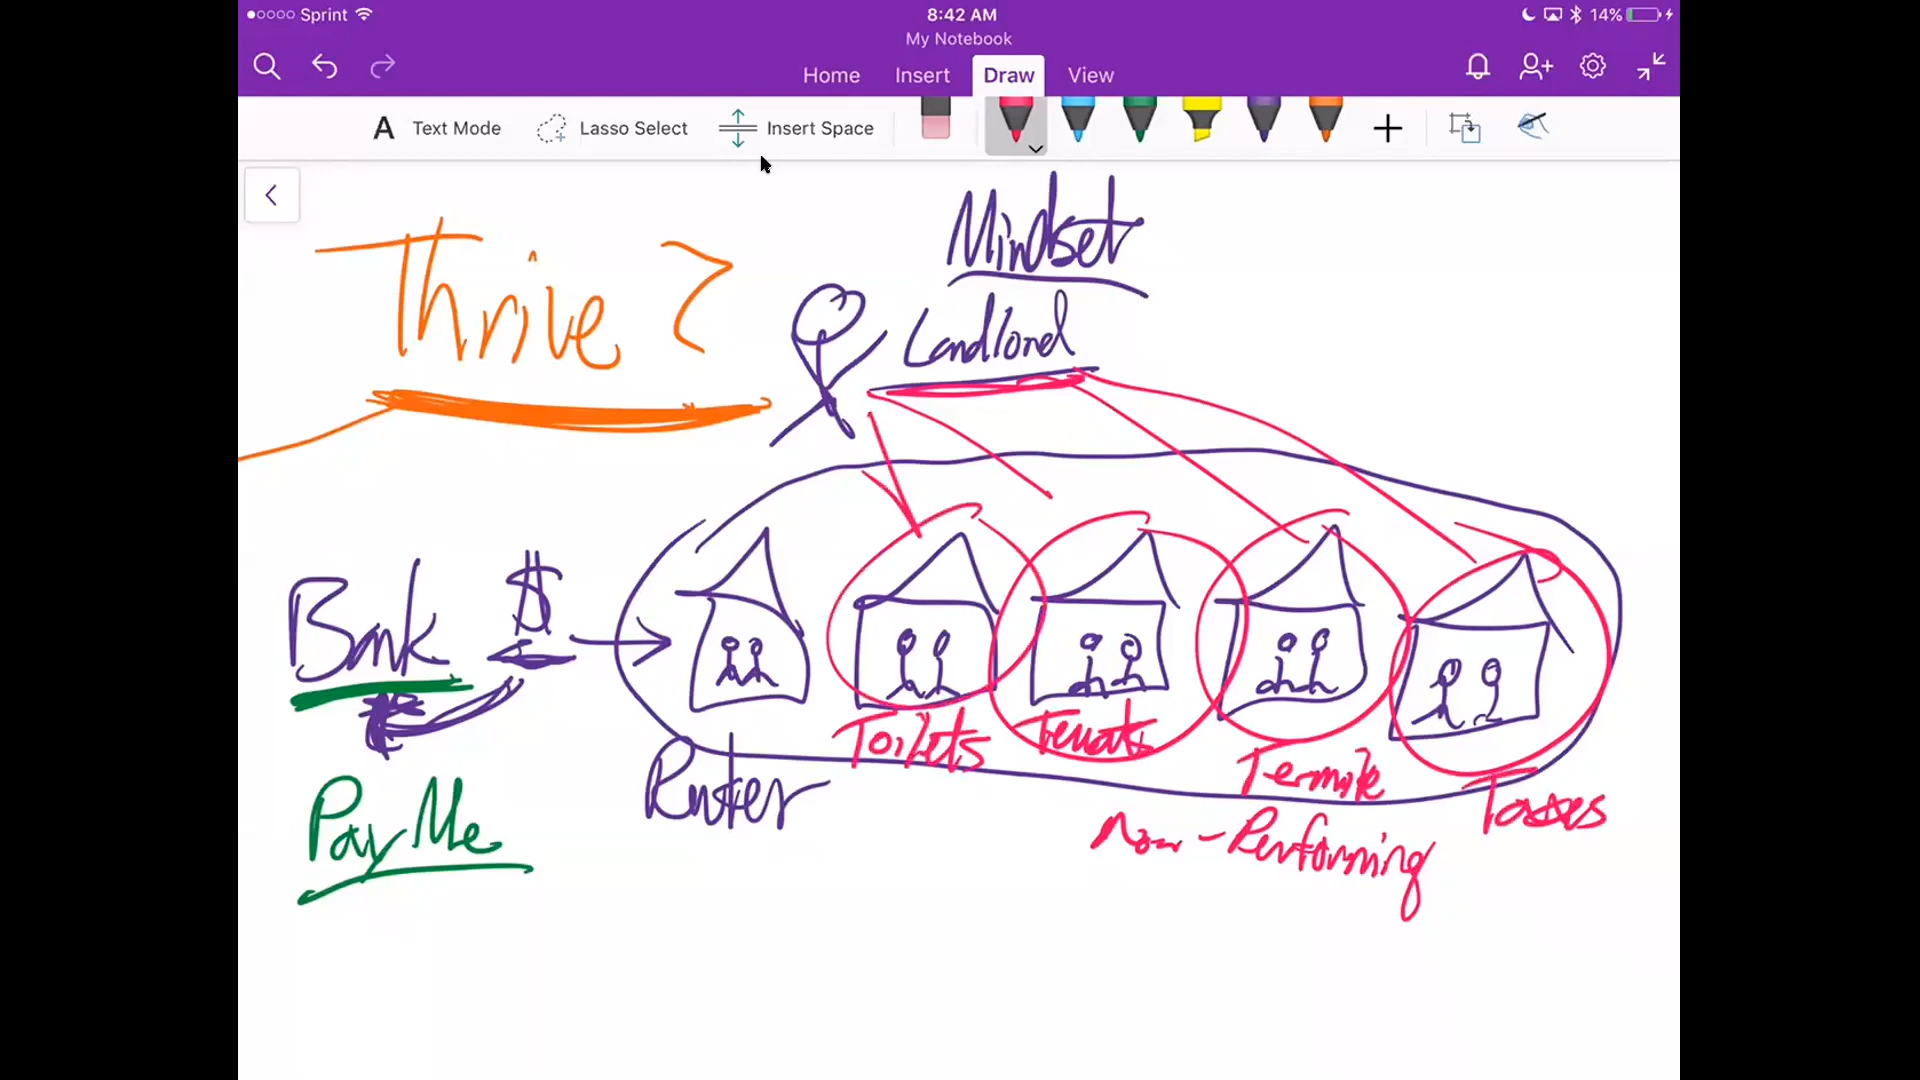 Sprint 8:42 AM 14%
My Notebook
Home Insert Draw View
A Text Mode Lasso Select Insert Space
Mindset
Thrive ?
Landlord
Bank $
Toilets Tenats
Termite
Taxes
Renter
Pay Me
Non-Performing